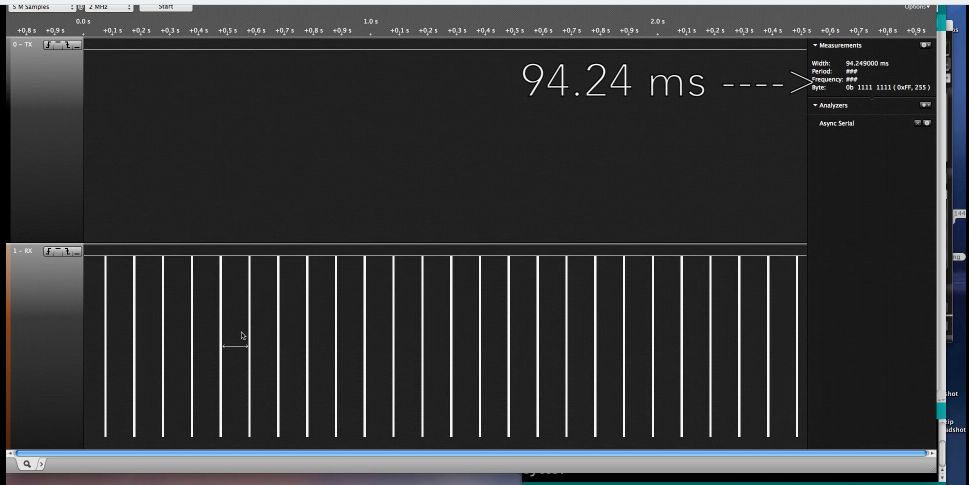 5 M Samples 2 MHz Start Options
0.0 s 1.0 s 2.0 s
+0,8 s +0,9 s +0,1 s +0,2 s +0,3 s +0,4 s +0,5 s +0,6 s +0,7 s +0,8 s +0,9 s +0,1 s +0,2 s +0,3 s +0,4 s +0,5 s +0,6 s +0,7 s +0,8 s +0,9 s +0,1 s +0,2 s +0,3 s +0,4 s +0,5 s +0,6 s +0,7 s +0,8 s +0,9 s
0 - TX
Measurements
94.24 ms ---->
Width: 94.249000 ms
Period: ###
Frequency: ###
Byte: 0b 1111 1111 ( 0xFF, 255 )
Analyzers
Async Serial
144
1 - RX
shot